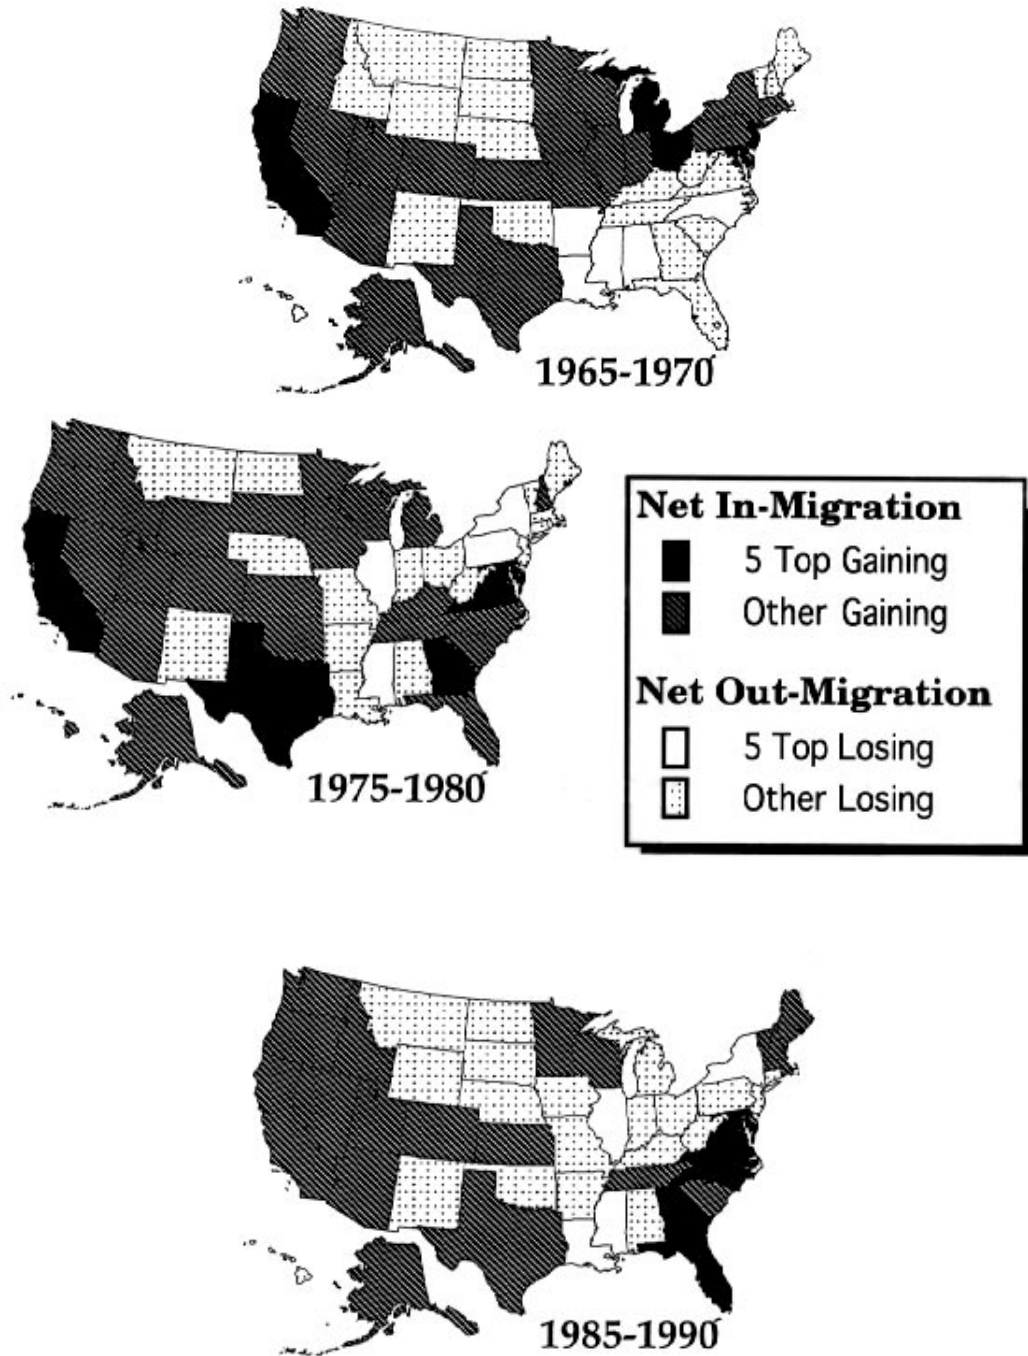 1965-1970
1975-1980
Net In-Migration
5 Top Gaining
Other Gaining
Net Out-Migration
5 Top Losing
Other Losing
1985-1990